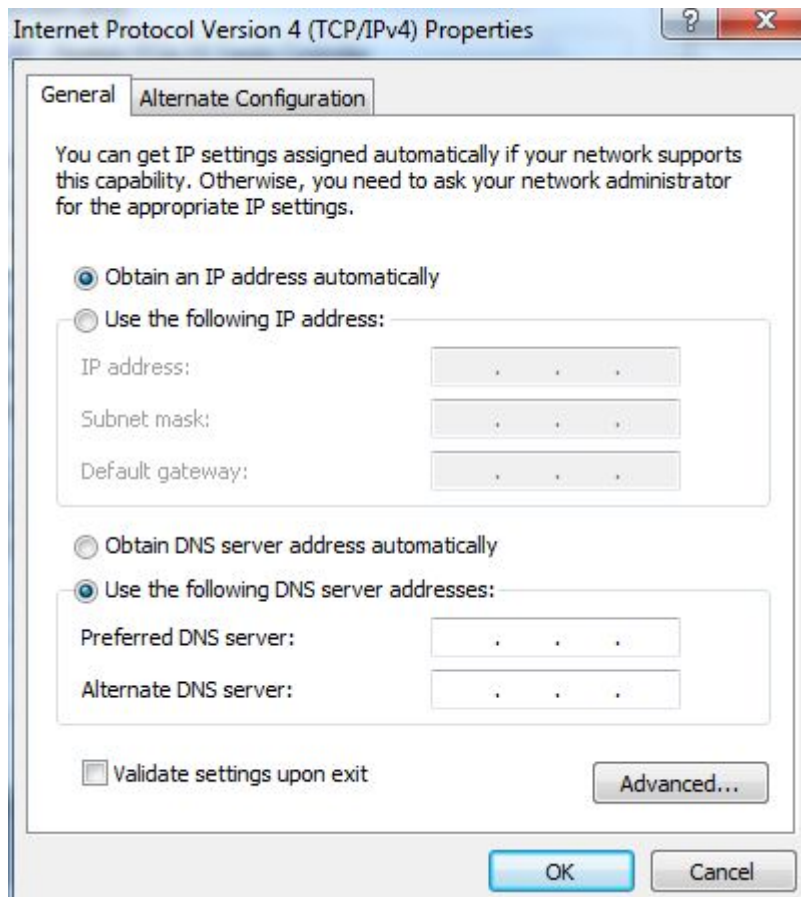 Internet Protocol Version 4 (TCP/IPv4) Properties
General
Alternate Configuration
You can get IP settings assigned automatically if your network supports
this capability. Otherwise, you need to ask your network administrator
for the appropriate IP settings.
Obtain an IP address automatically
Use the following IP address:
IP address:
Subnet mask:
Default gateway:
Obtain DNS server address automatically
Use the following DNS server addresses:
Preferred DNS server:
Alternate DNS server:
Validate settings upon exit
Advanced...
OK
Cancel